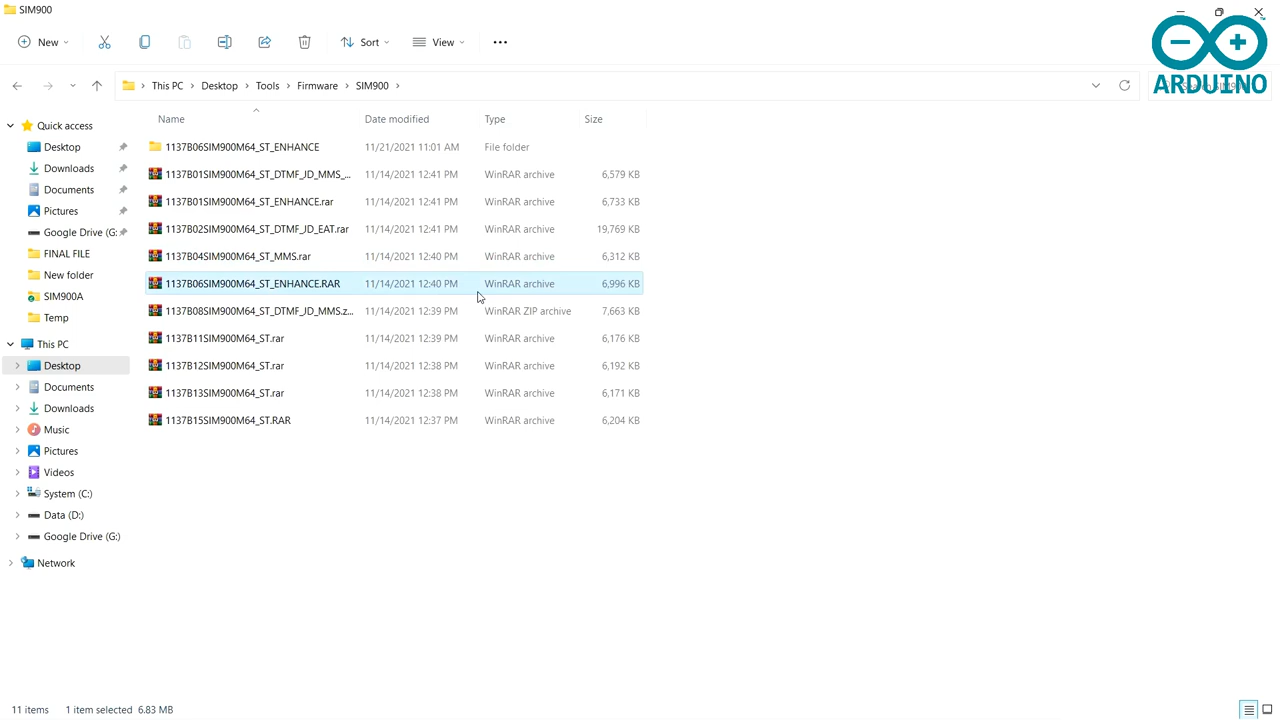 SIM900
New
Sort
View
This PC > Desktop > Tools > Firmware > SIM900 >
ARDUINO
Name Date modified Type Size
1137B06SIM900M64_ST_ENHANCE 11/21/2021 11:01 AM File folder
1137B01SIM900M64_ST_DTMF_JD_MMS_... 11/14/2021 12:41 PM WinRAR archive 6,579 KB
1137B01SIM900M64_ST_ENHANCE.rar 11/14/2021 12:41 PM WinRAR archive 6,733 KB
1137B02SIM900M64_ST_DTMF_JD_EAT.rar 11/14/2021 12:41 PM WinRAR archive 19,769 KB
1137B04SIM900M64_ST_MMS.rar 11/14/2021 12:40 PM WinRAR archive 6,312 KB
1137B06SIM900M64_ST_ENHANCE.RAR 11/14/2021 12:40 PM WinRAR archive 6,996 KB
1137B08SIM900M64_ST_DTMF_JD_MMS.z... 11/14/2021 12:39 PM WinRAR ZIP archive 7,663 KB
1137B11SIM900M64_ST.rar 11/14/2021 12:39 PM WinRAR archive 6,176 KB
1137B12SIM900M64_ST.rar 11/14/2021 12:38 PM WinRAR archive 6,192 KB
1137B13SIM900M64_ST.rar 11/14/2021 12:38 PM WinRAR archive 6,171 KB
1137B15SIM900M64_ST.RAR 11/14/2021 12:37 PM WinRAR archive 6,204 KB
Quick access
Desktop
Downloads
Documents
Pictures
Google Drive (G:
FINAL FILE
New folder
SIM900A
Temp
This PC
Desktop
Documents
Downloads
Music
Pictures
Videos
System (C:)
Data (D:)
Google Drive (G:)
Network
11 items 1 item selected 6.83 MB